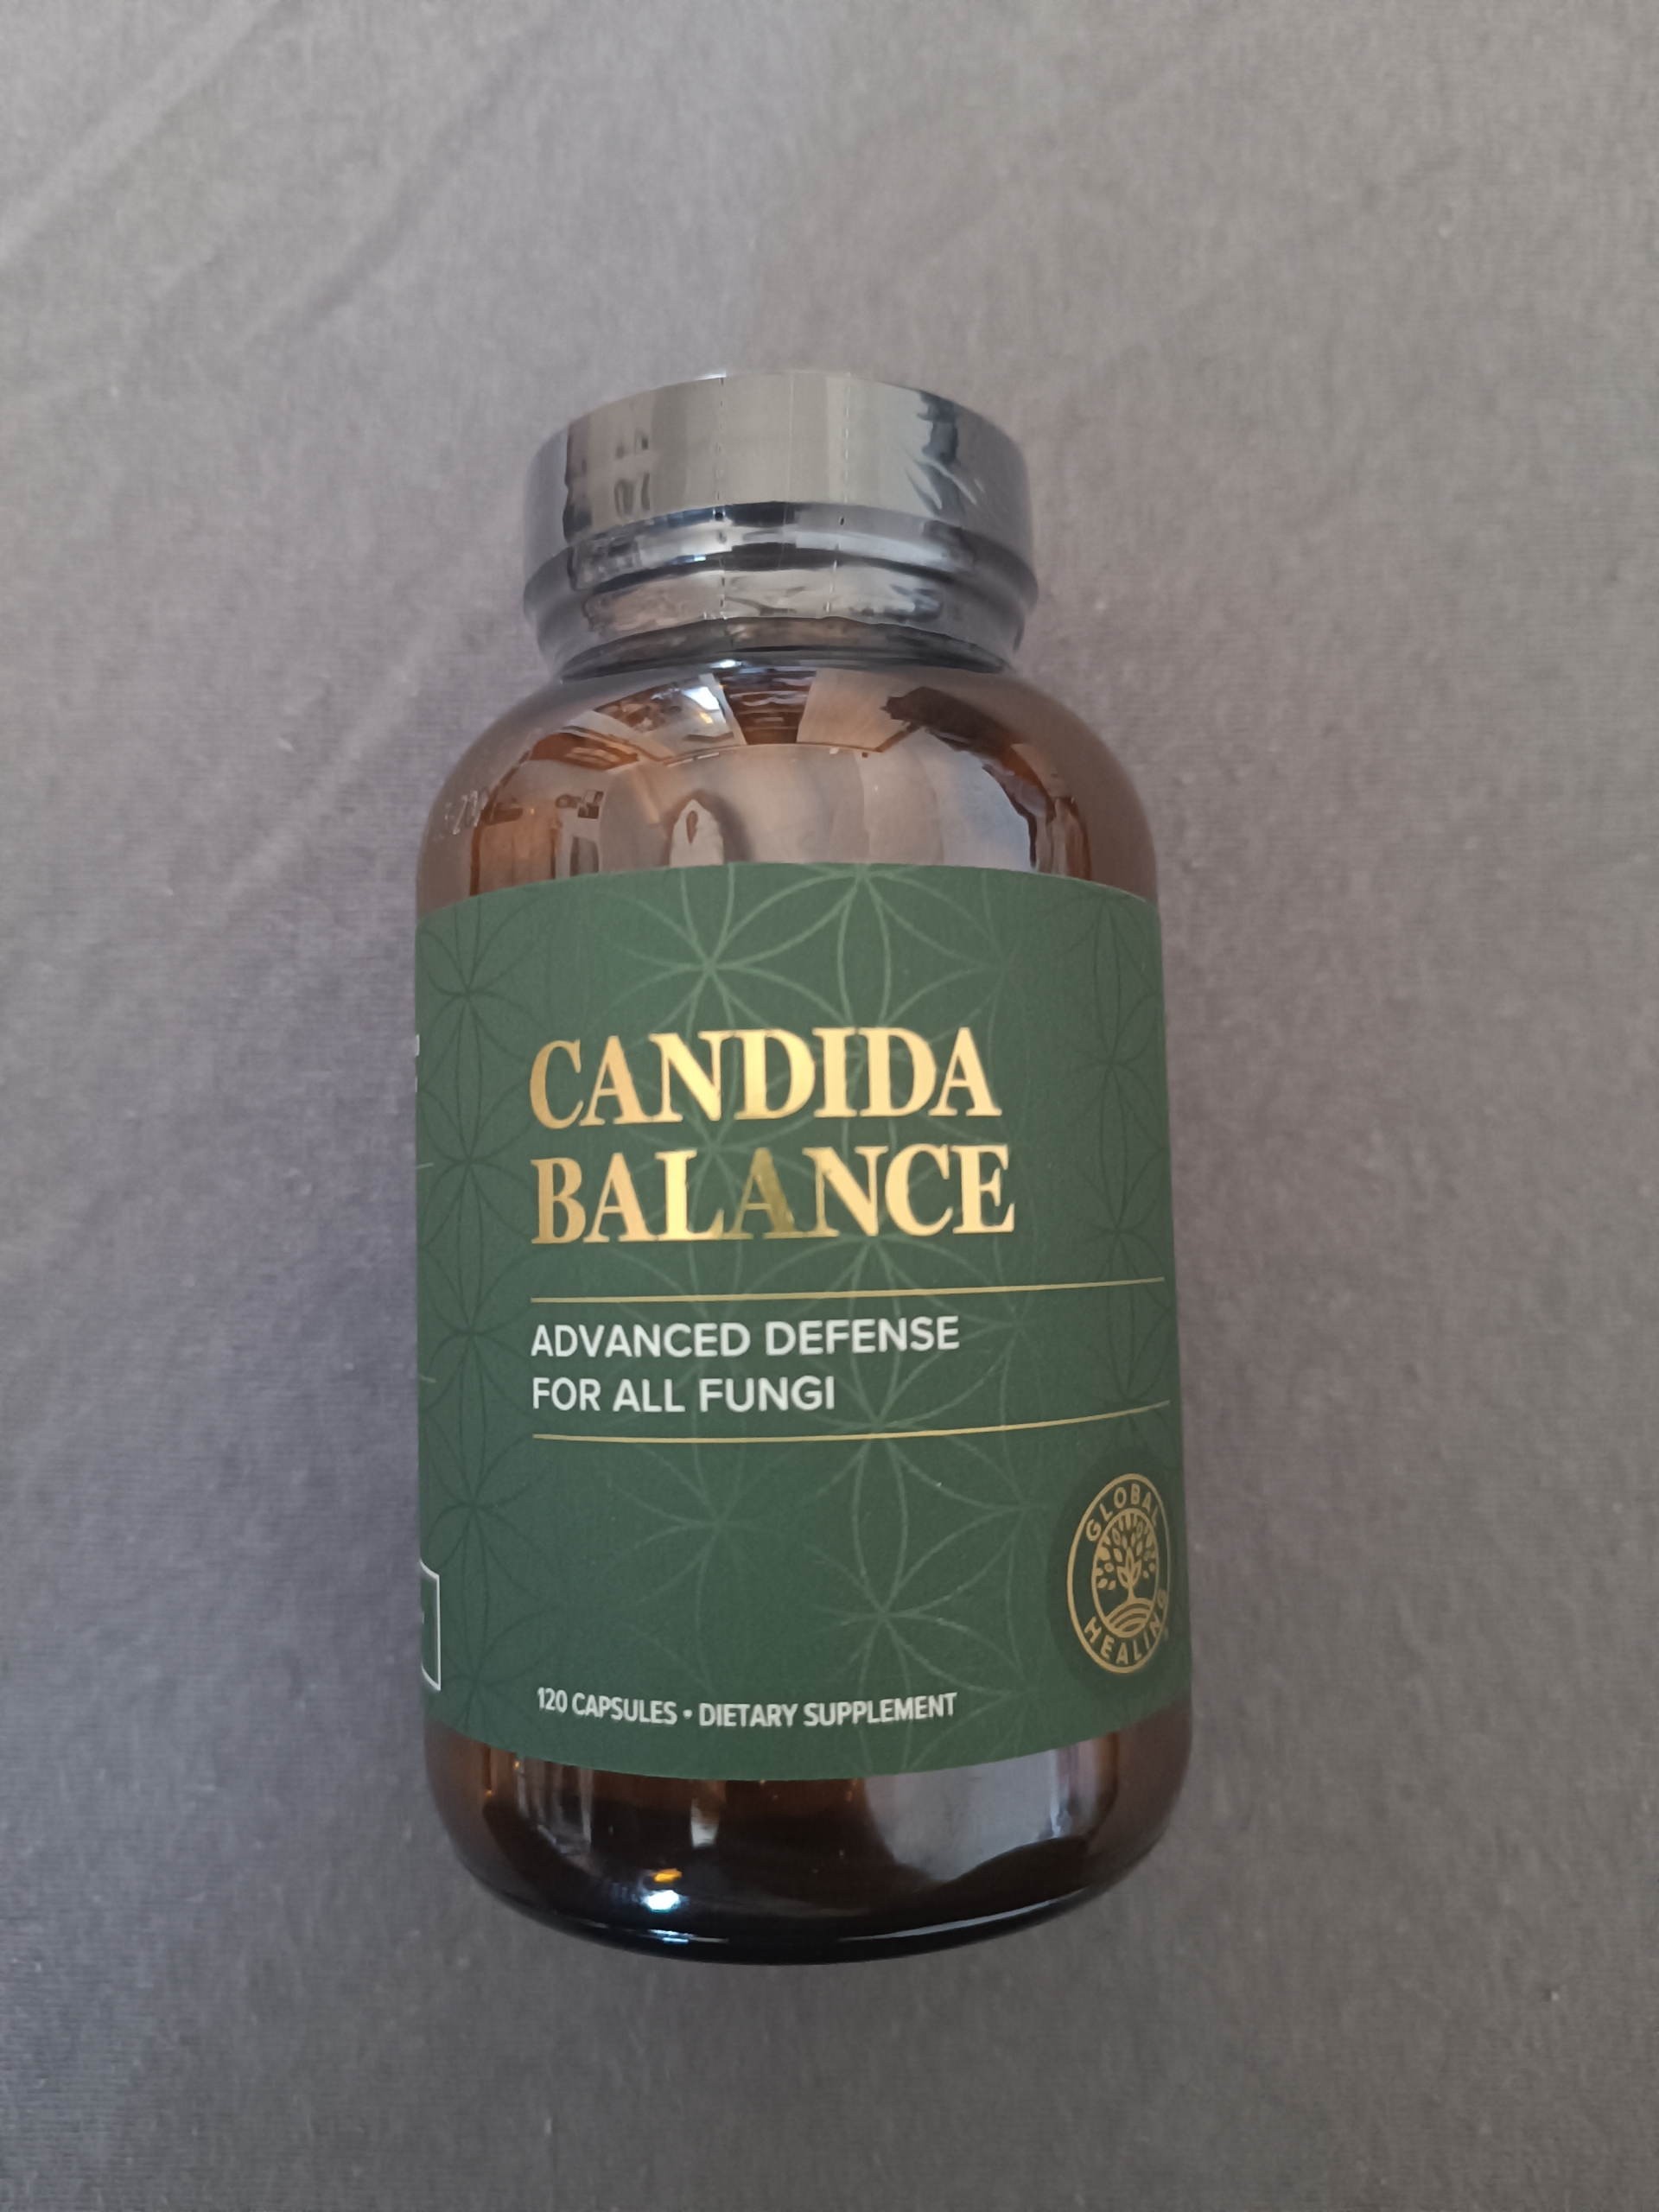 CANDIDA
BALANCE
ADVANCED DEFENSE
FOR ALL FUNGI
GLOBAL
HEALING
120 CAPSULES • DIETARY SUPPLEMENT